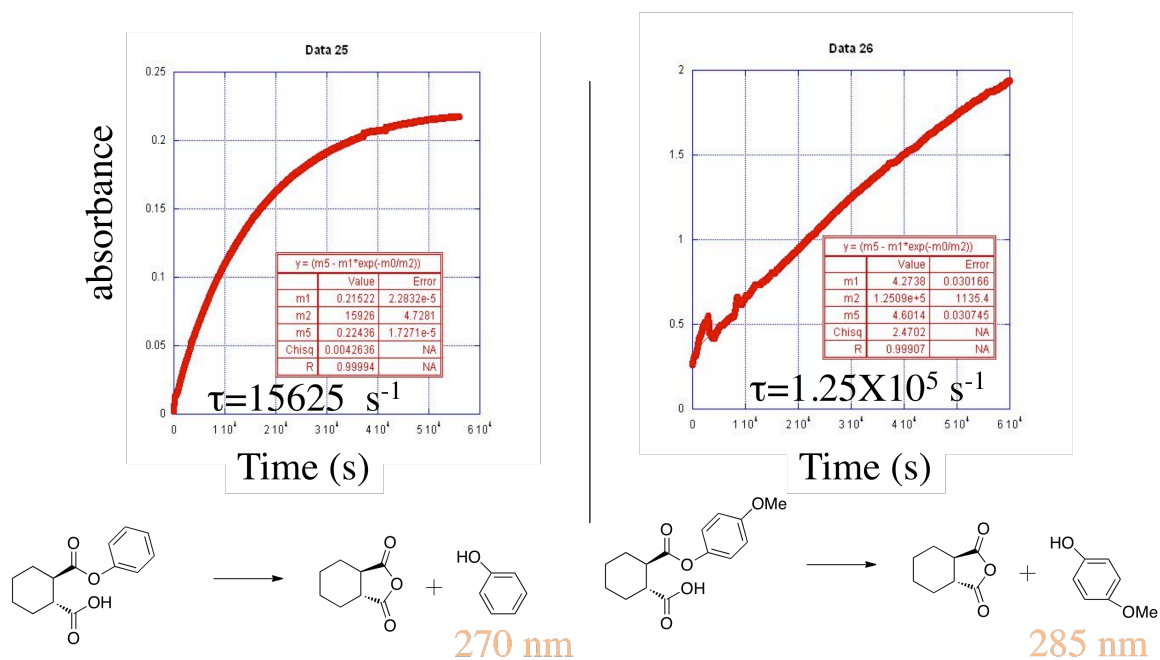 Data 25
absorbance
0.25
0.2
0.15
0.1
0.05
0
0 1 10⁴ 2 10⁴ 3 10⁴ 4 10⁴ 5 10⁴ 6 10⁴
y = (m5 - m1*exp(-m0/m2))
Value Error
m1 0.21522 2.2832e-5
m2 15926 4.7281
m5 0.22436 1.7271e-5
Chisq 0.0042636 NA
R 0.99994 NA
τ=15625 s⁻¹
Time (s)
Data 26
2
1.5
1
0.5
0
0 1 10⁴ 2 10⁴ 3 10⁴ 4 10⁴ 5 10⁴ 6 10⁴
y = (m5 - m1*exp(-m0/m2))
Value Error
m1 4.2738 0.030166
m2 1.2509e+5 1135.4
m5 4.6014 0.030745
Chisq 2.4702 NA
R 0.99907 NA
τ=1.25X10⁵ s⁻¹
Time (s)
O
O
OH
O
O
O
O
+
HO
270 nm
OMe
O
O
OH
O
O
O
O
+
HO
OMe
285 nm